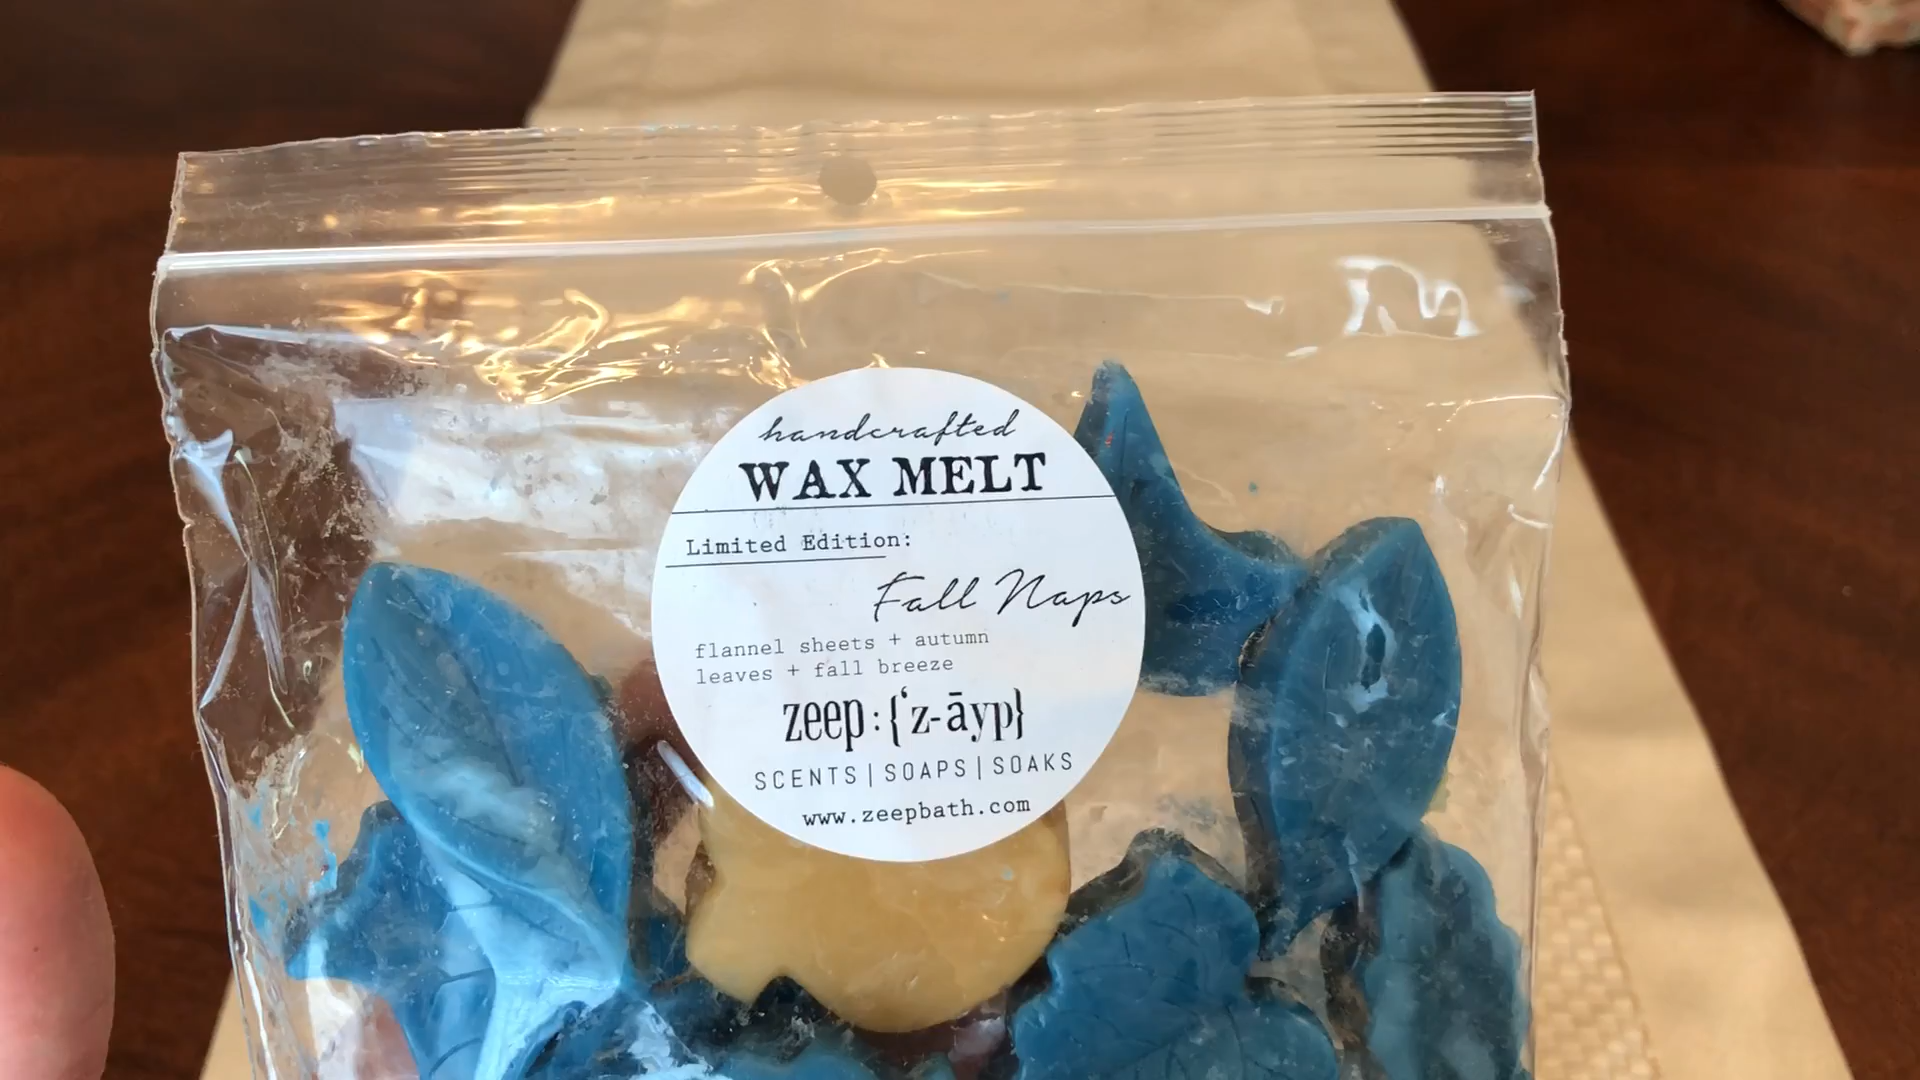 handcrafted
WAX MELT
Limited Edition:
Fall Naps
flannel sheets + autumn
leaves + fall breeze
zeep:{'z-āyp}
SCENTS | SOAPS | SOAKS
www.zeepbath.com